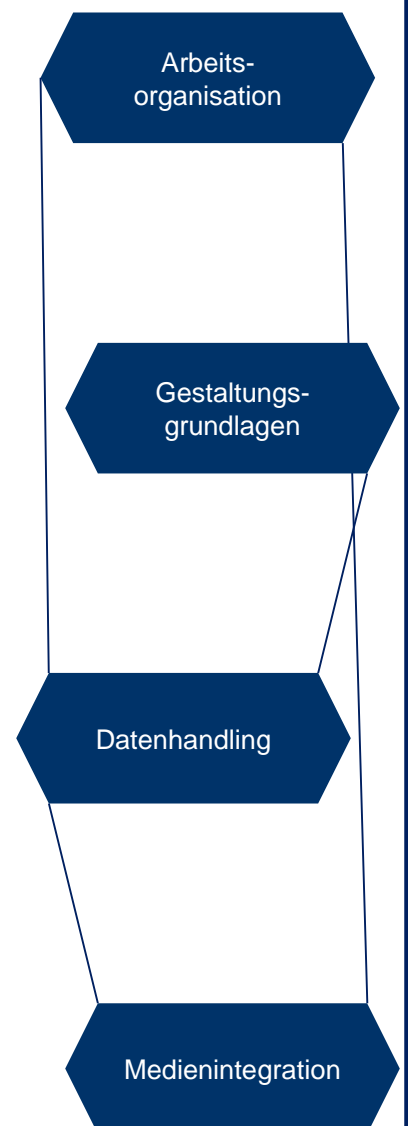 Arbeits-
organisation
Gestaltungs-
grundlagen
Datenhandling
Medienintegration